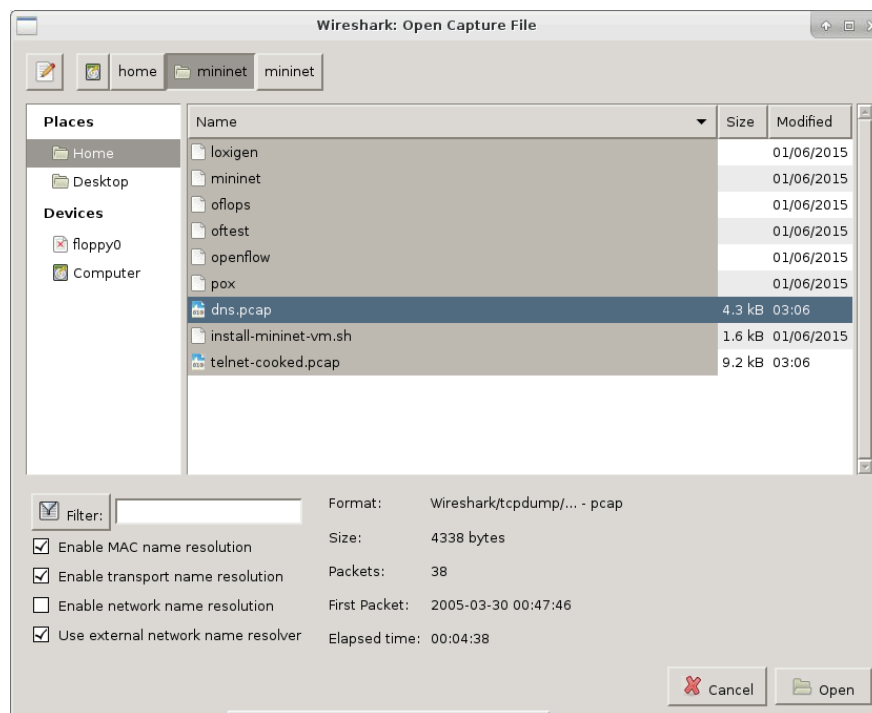 Wireshark: Open Capture File
home mininet mininet
Places
Home
Desktop
Devices
floppy0
Computer
Name Size Modified
loxigen 01/06/2015
mininet 01/06/2015
oflops 01/06/2015
oftest 01/06/2015
openflow 01/06/2015
pox 01/06/2015
dns.pcap 4.3 kB 03:06
install-mininet-vm.sh 1.6 kB 01/06/2015
telnet-cooked.pcap 9.2 kB 03:06
Filter:
Enable MAC name resolution
Enable transport name resolution
Enable network name resolution
Use external network name resolver
Format: Wireshark/tcpdump/... - pcap
Size: 4338 bytes
Packets: 38
First Packet: 2005-03-30 00:47:46
Elapsed time: 00:04:38
Cancel Open